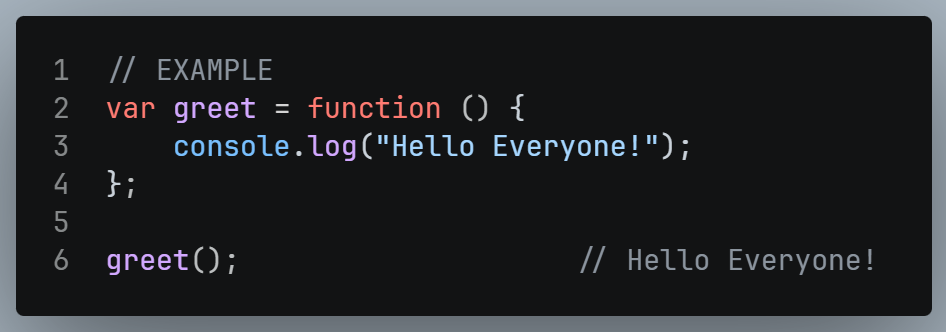 1 // EXAMPLE
2 var greet = function () {
3     console.log("Hello Everyone!");
4 };
5
6 greet();                    // Hello Everyone!